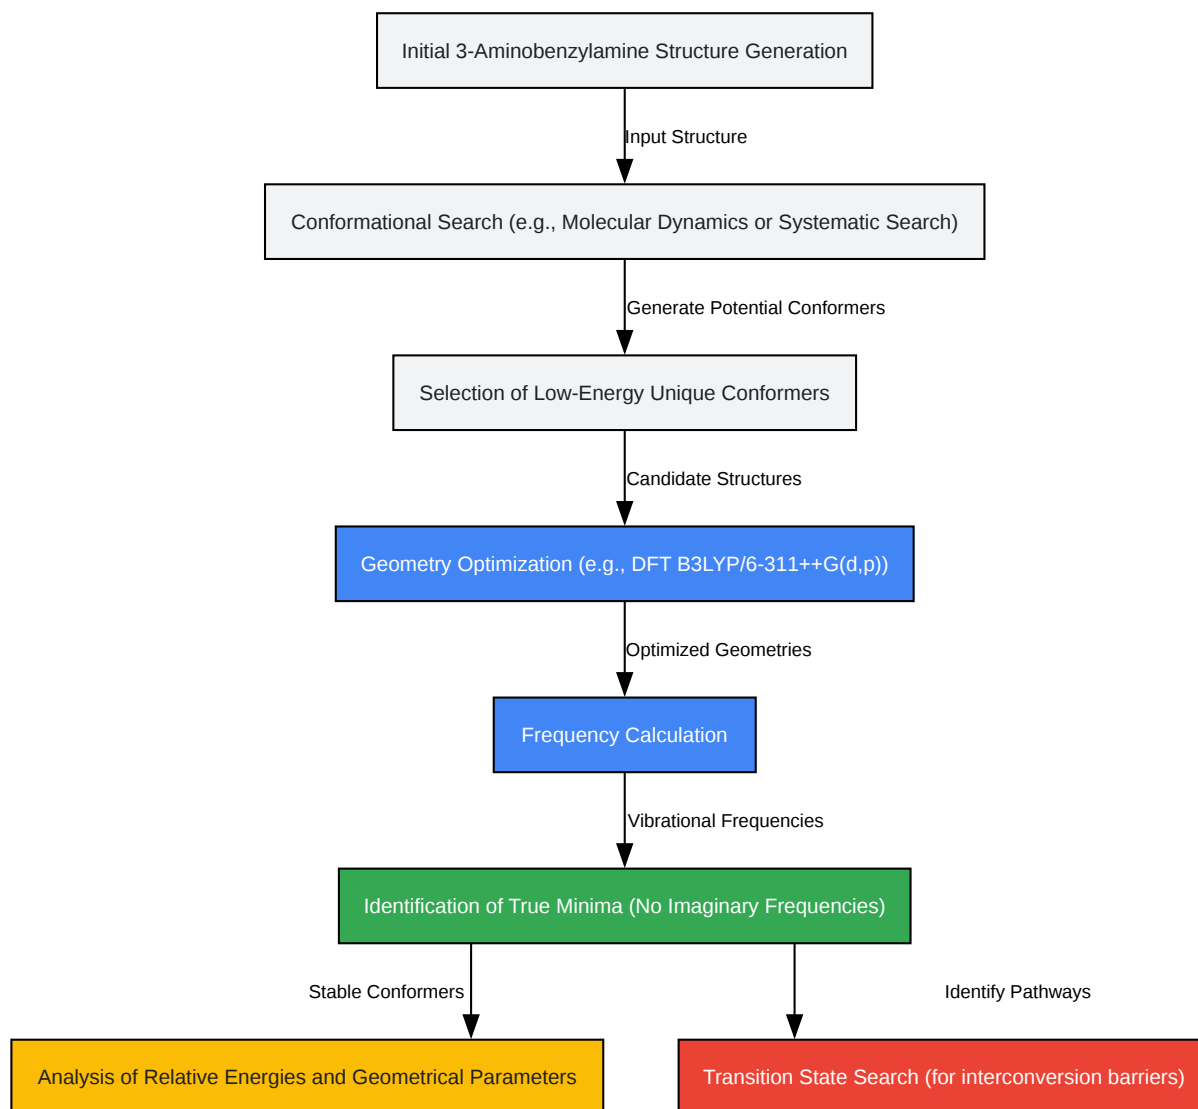 Initial 3-Aminobenzylamine Structure Generation
Input Structure
Conformational Search (e.g., Molecular Dynamics or Systematic Search)
Generate Potential Conformers
Selection of Low-Energy Unique Conformers
Candidate Structures
Geometry Optimization (e.g., DFT B3LYP/6-311++G(d,p))
Optimized Geometries
Frequency Calculation
Vibrational Frequencies
Identification of True Minima (No Imaginary Frequencies)
Stable Conformers
Identify Pathways
Analysis of Relative Energies and Geometrical Parameters
Transition State Search (for interconversion barriers)